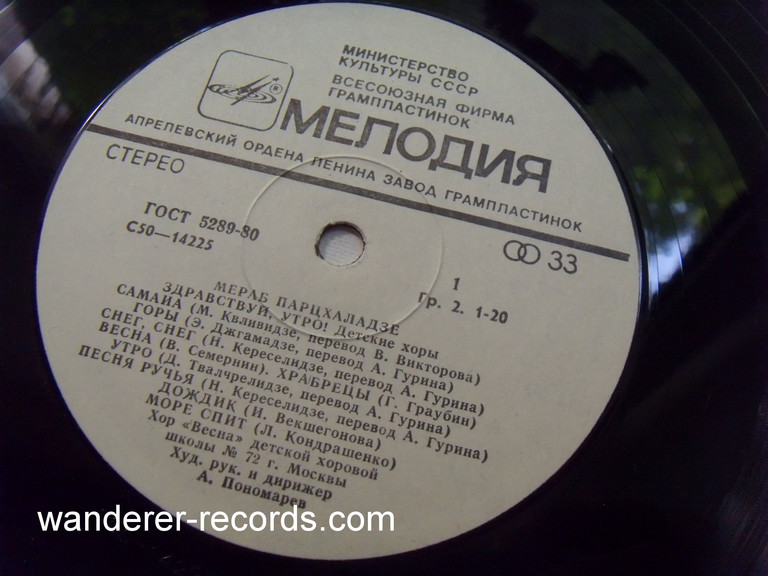 МИНИСТЕРСТВО
КУЛЬТУРЫ СССР
ВСЕСОЮЗНАЯ ФИРМА
ГРАМПЛАСТИНОК
МЕЛОДИЯ
АПРЕЛЕВСКИЙ ОРДЕНА ЛЕНИНА ЗАВОД ГРАМПЛАСТИНОК
СТЕРЕО
33
ГОСТ 5289-80
С50—14225
1
Гр. 2. 1-20
МЕРАБ ПАРЦХАЛАДЗЕ
ЗДРАВСТВУЙ, УТРО! Детские хоры
САМАИА (М. Квливидзе, перевод В. Викторова)
ГОРЫ (Э. Джгамадзе, перевод А. Гурина)
СНЕГ, СНЕГ (Н. Кереселидзе, перевод А. Гурина)
ВЕСНА (В. Семернин). ХРАБРЕЦЫ (Г. Граубин)
УТРО (Д. Твалчрелидзе, перевод А. Гурина)
ПЕСНЯ РУЧЬЯ (Н. Кереселидзе, перевод А. Гурина)
ДОЖДИК (И. Векшегонова)
МОРЕ СПИТ (Л. Кондрашенко)
Хор «Весна» детской хоровой
школы № 72 г. Москвы
Худ. рук. и дирижер
А. Пономарев
wanderer-records.com